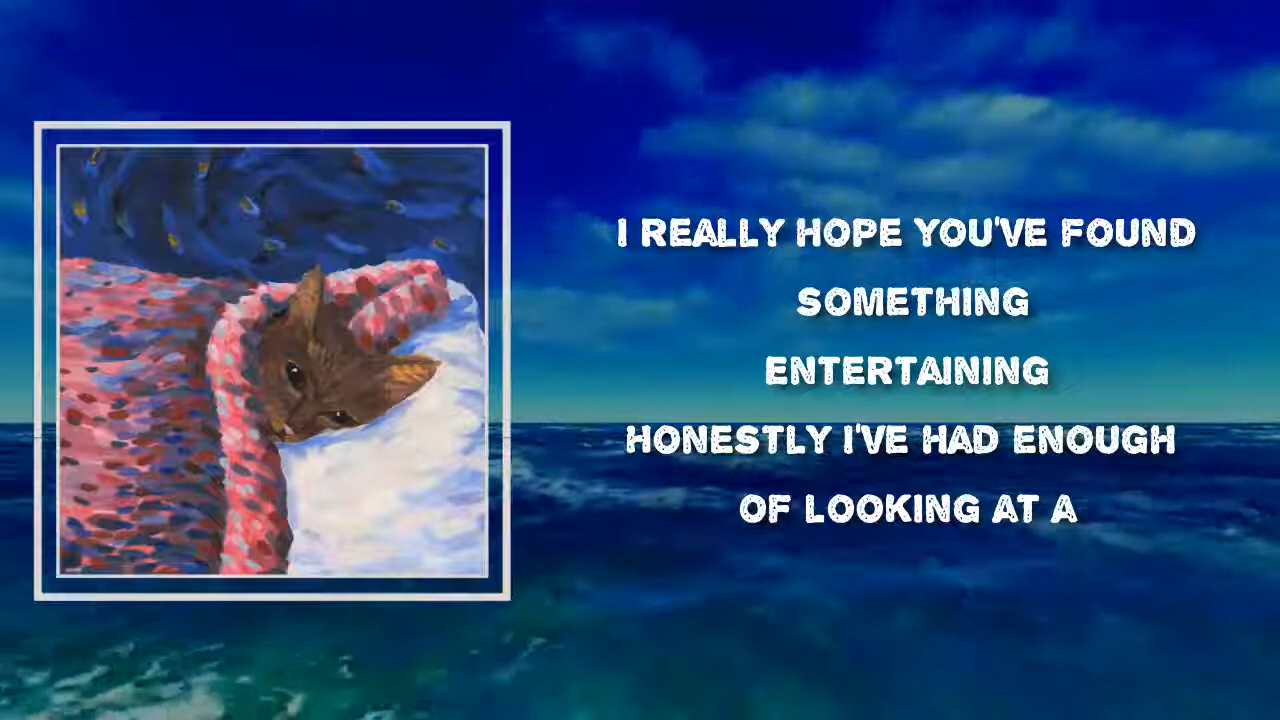 I REALLY HOPE YOU'VE FOUND
SOMETHING
ENTERTAINING
HONESTLY I'VE HAD ENOUGH
OF LOOKING AT A